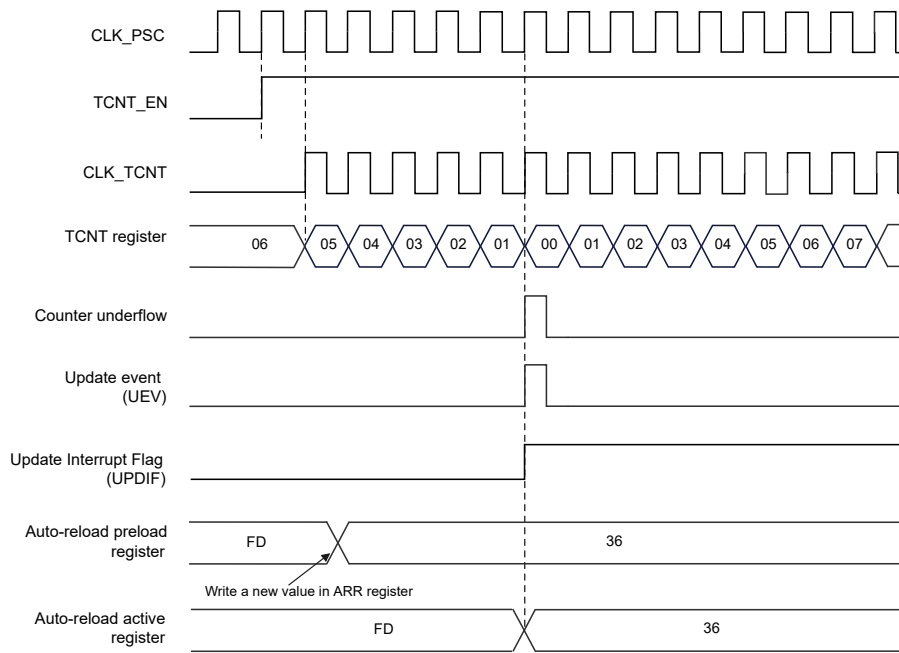 CLK_PSC
TCNT_EN
CLK_TCNT
TCNT register
06 05 04 03 02 01 00 01 02 03 04 05 06 07
Counter underflow
Update event
(UEV)
Update Interrupt Flag
(UPDIF)
Auto-reload preload
register
FD 36
Write a new value in ARR register
Auto-reload active
register
FD 36